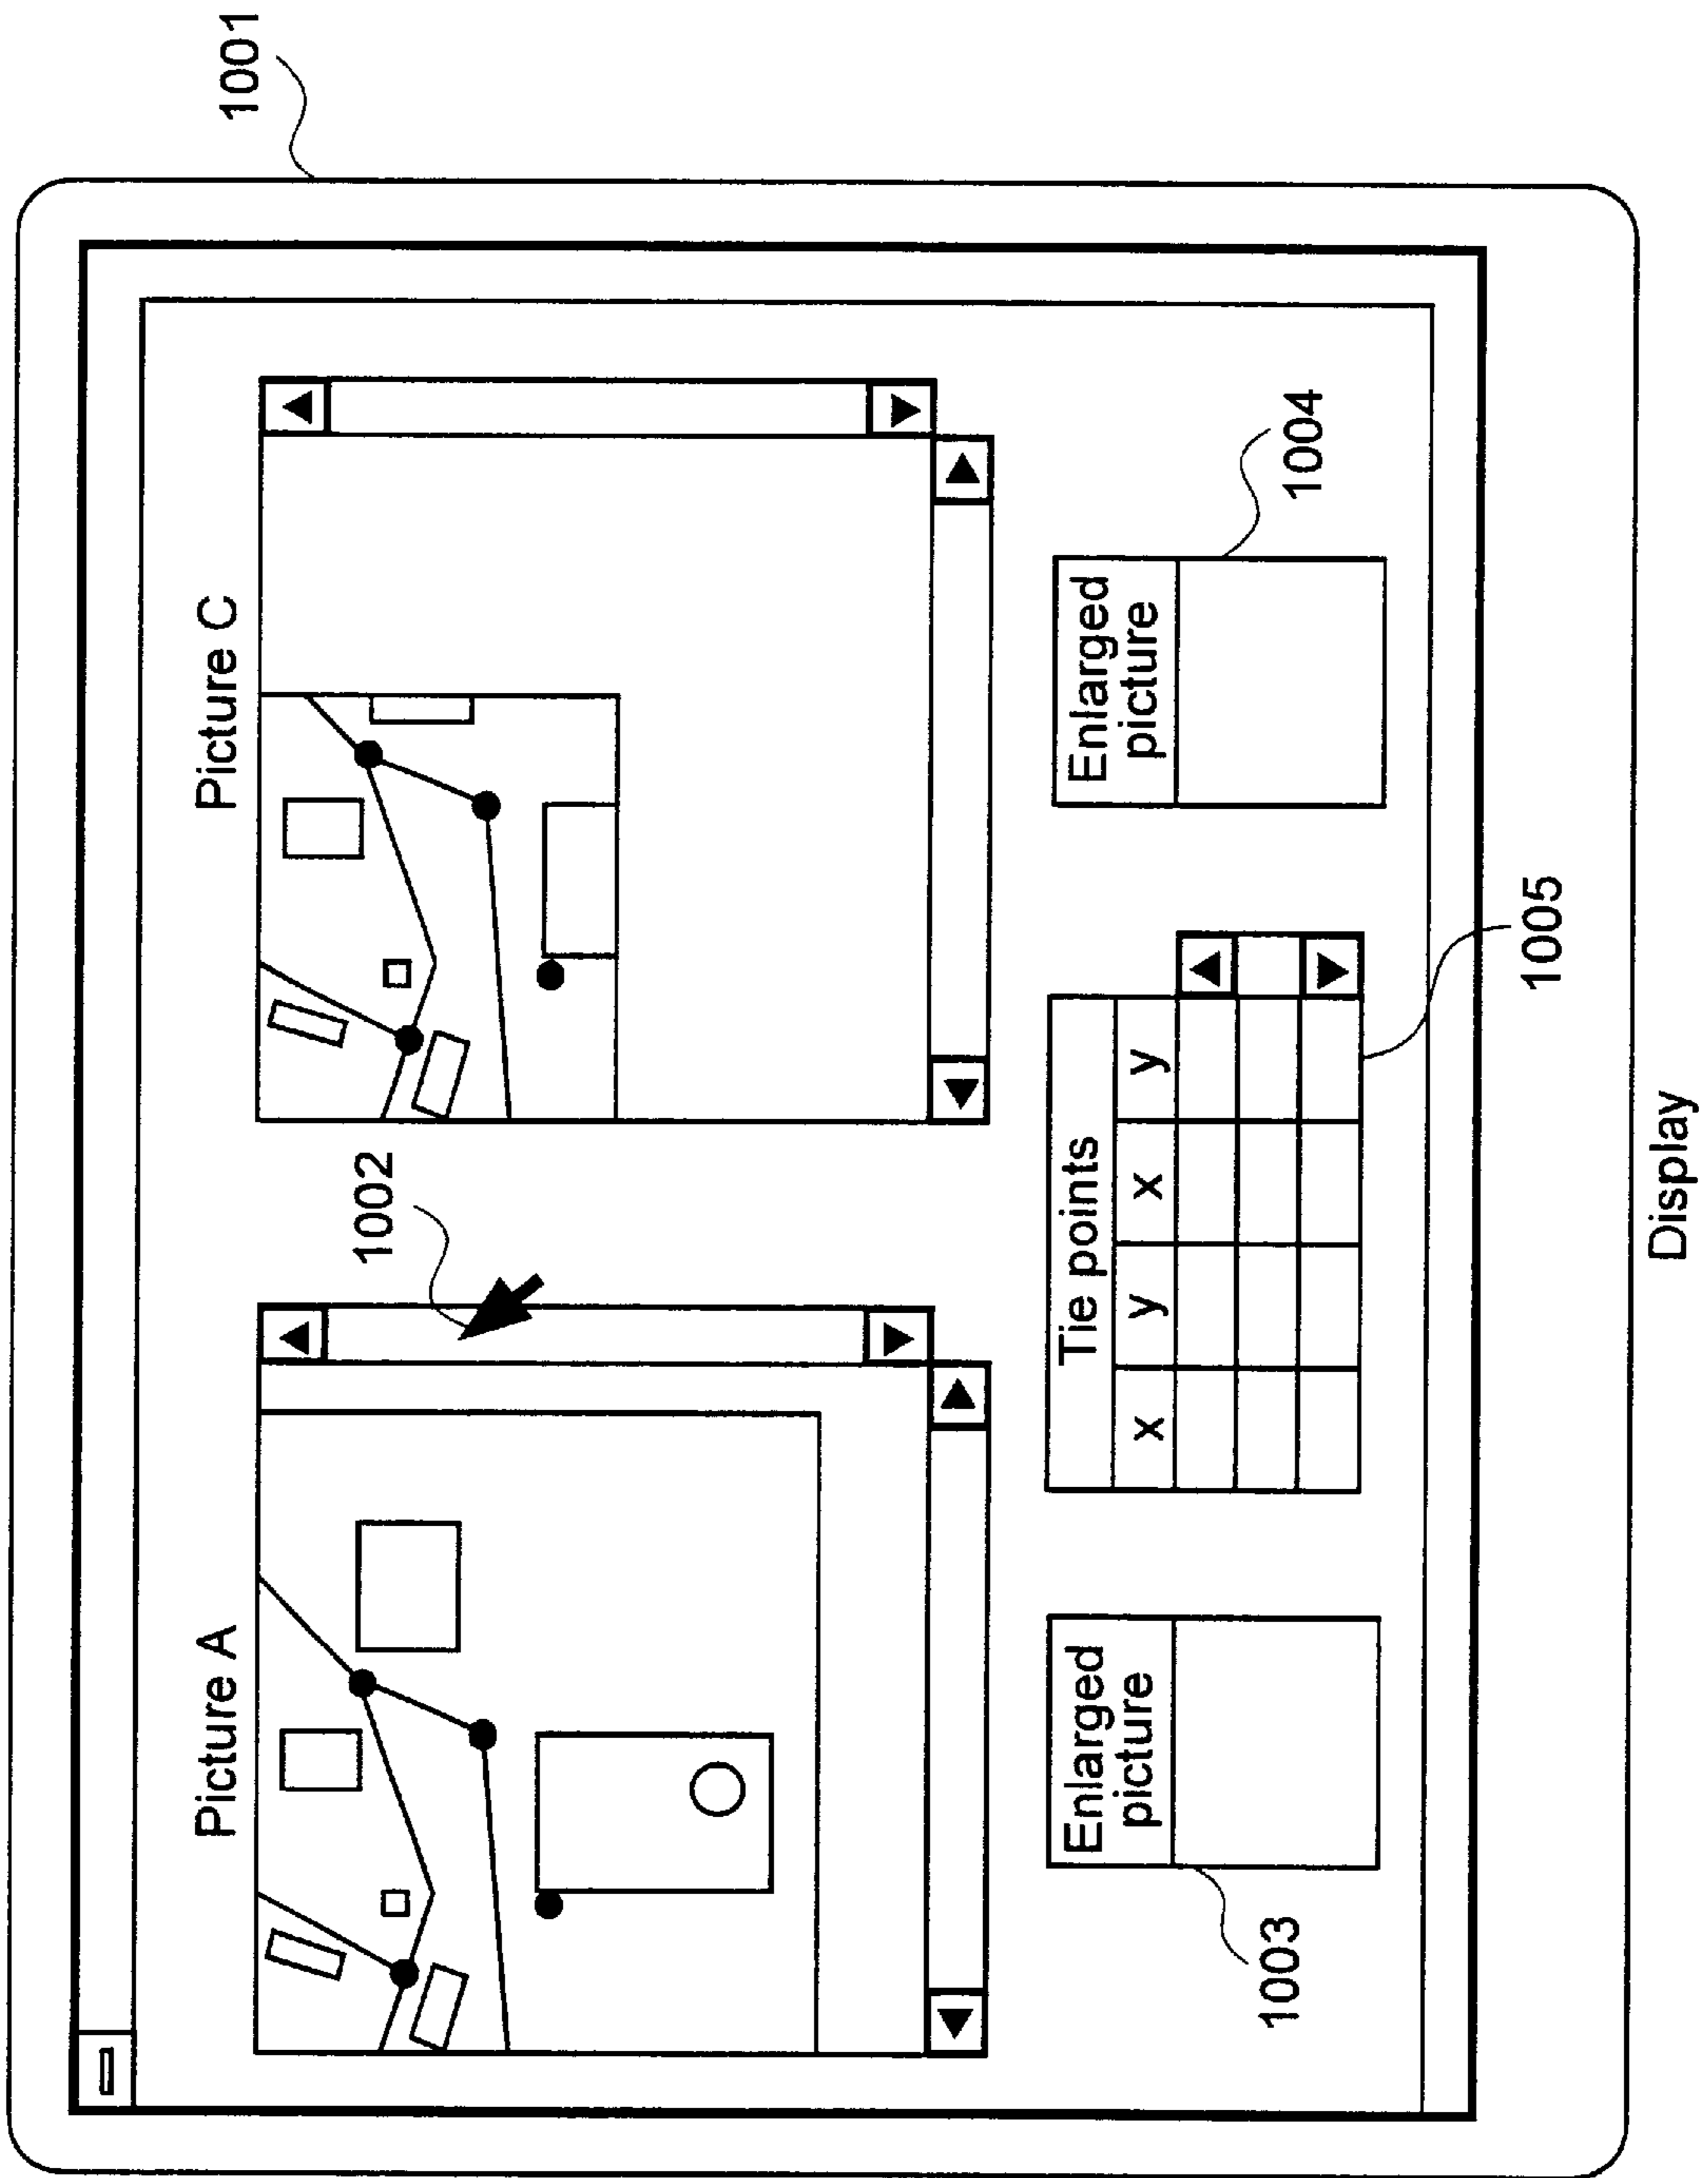 1001
Picture A
Picture C
1002
Enlarged
picture
1003
Tie points
x y x y
1005
Enlarged
picture
1004
Display